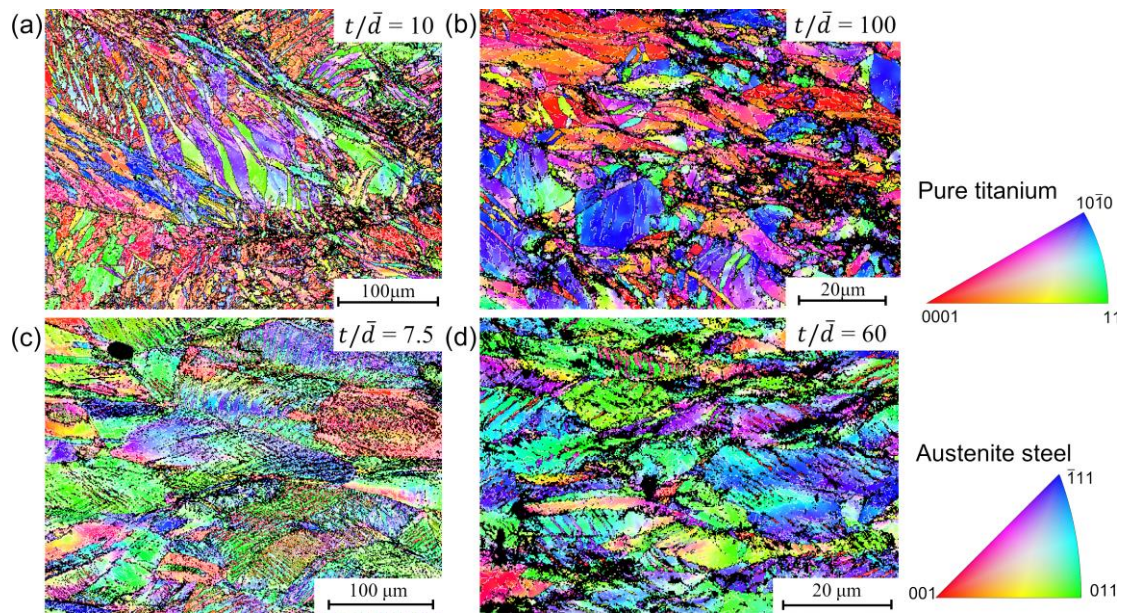 (a)
t/d̄ = 10
(b)
t/d̄ = 100
100μm
20μm
Pure titanium
101̄0
0001
11
(c)
t/d̄ = 7.5
(d)
t/d̄ = 60
100 μm
20 μm
Austenite steel
1̄11
001
011